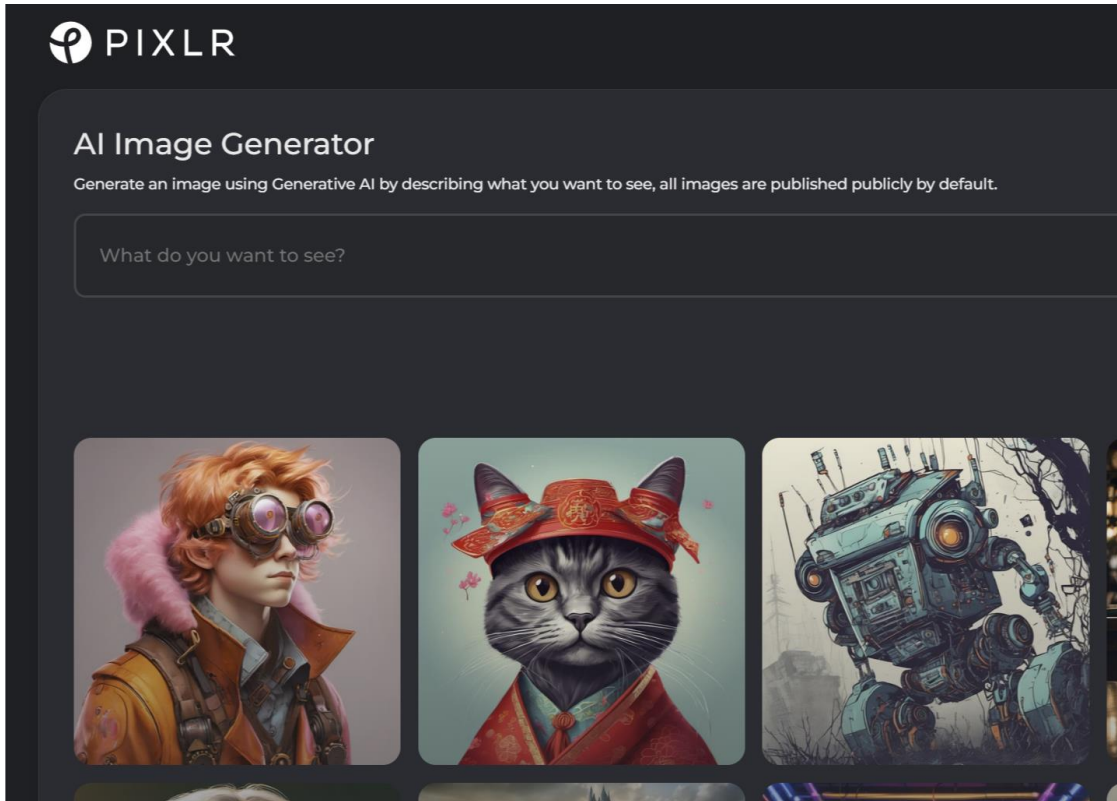 PIXLR
AI Image Generator
Generate an image using Generative AI by describing what you want to see, all images are published publicly by default.
What do you want to see?